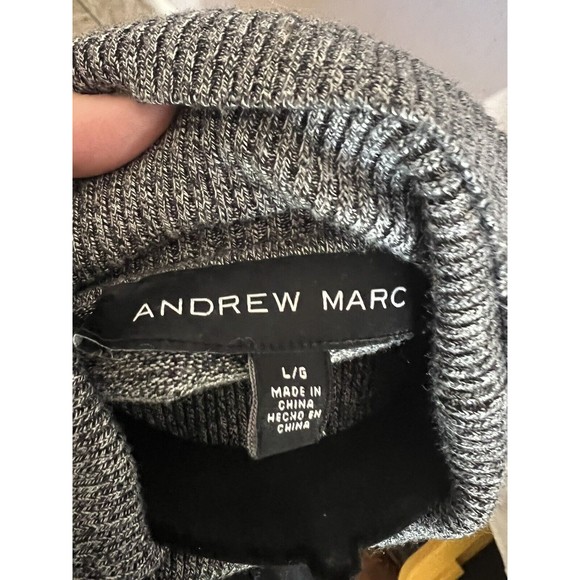 ANDREW MARC
L/G
MADE IN
CHINA
HECHO EN
CHINA